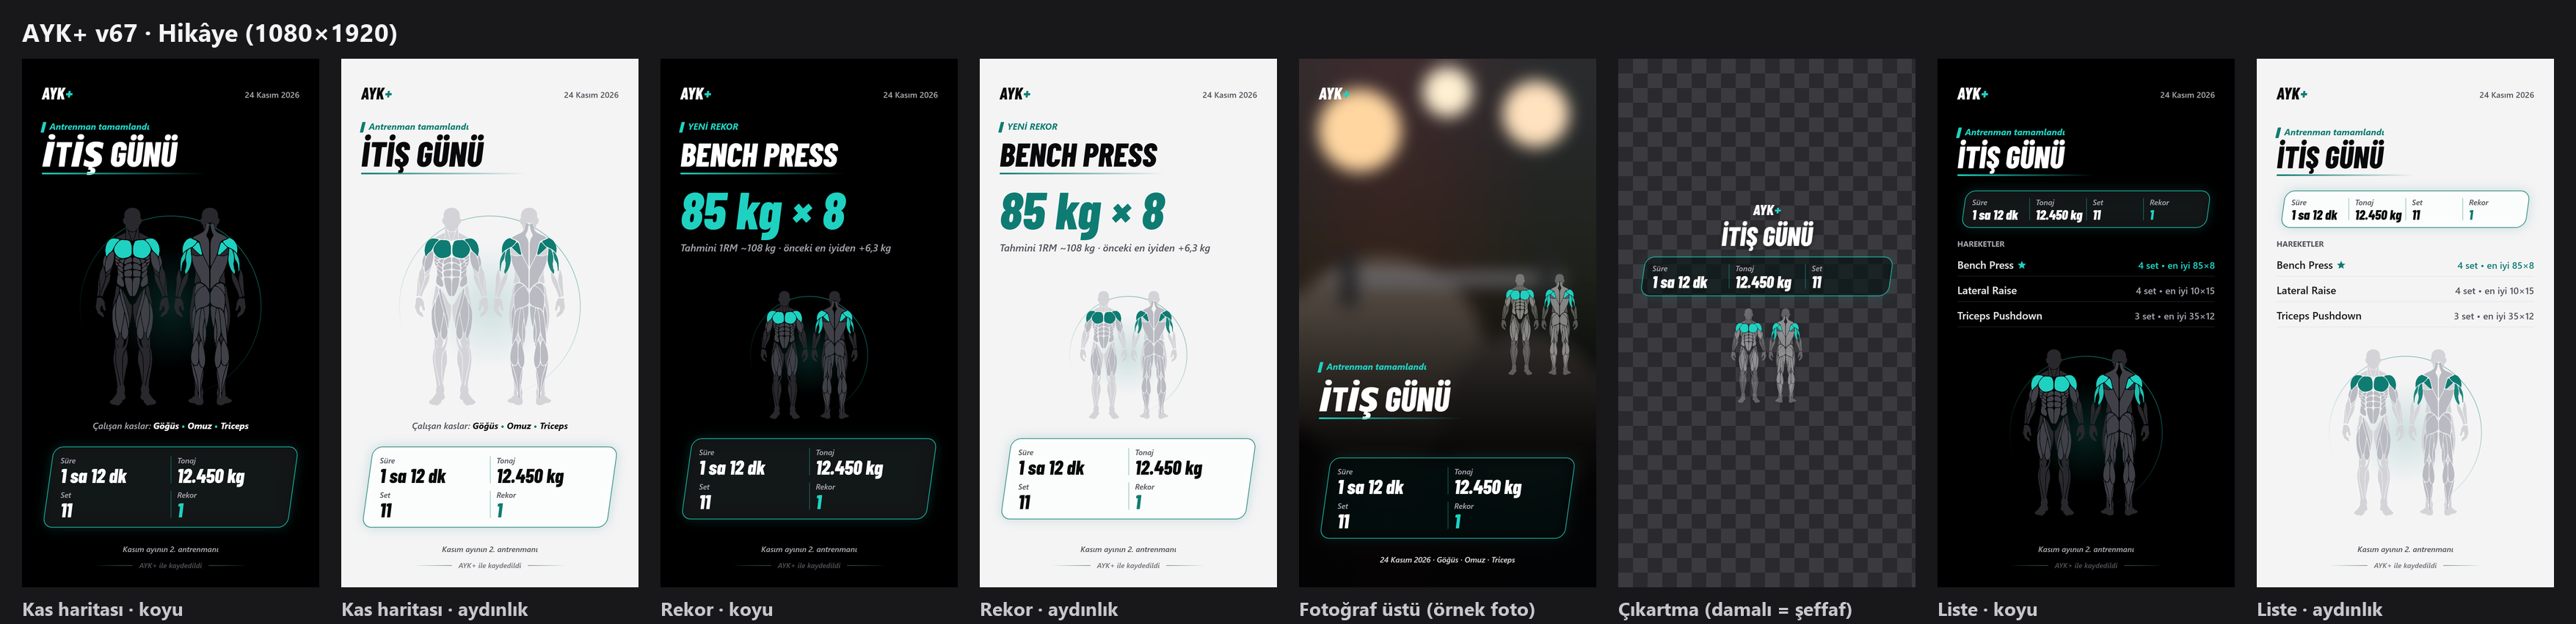 AYK+ v67 · Hikâye (1080×1920)
AYK+
24 Kasım 2026
Antrenman tamamlandı
İTİŞ GÜNÜ
Çalışan kaslar: Göğüs • Omuz • Triceps
Süre
1 sa 12 dk
Tonaj
12.450 kg
Set
11
Rekor
1
Kasım ayının 2. antrenmanı
AYK+ ile kaydedildi
Kas haritası · koyu
AYK+
24 Kasım 2026
Antrenman tamamlandı
İTİŞ GÜNÜ
Çalışan kaslar: Göğüs • Omuz • Triceps
Süre
1 sa 12 dk
Tonaj
12.450 kg
Set
11
Rekor
1
Kasım ayının 2. antrenmanı
AYK+ ile kaydedildi
Kas haritası · aydınlık
AYK+
24 Kasım 2026
YENİ REKOR
BENCH PRESS
85 kg × 8
Tahmini 1RM ~108 kg · önceki en iyiden +6,3 kg
Süre
1 sa 12 dk
Tonaj
12.450 kg
Set
11
Rekor
1
Kasım ayının 2. antrenmanı
AYK+ ile kaydedildi
Rekor · koyu
AYK+
24 Kasım 2026
YENİ REKOR
BENCH PRESS
85 kg × 8
Tahmini 1RM ~108 kg · önceki en iyiden +6,3 kg
Süre
1 sa 12 dk
Tonaj
12.450 kg
Set
11
Rekor
1
Kasım ayının 2. antrenmanı
AYK+ ile kaydedildi
Rekor · aydınlık
AYK+
Antrenman tamamlandı
İTİŞ GÜNÜ
Süre
1 sa 12 dk
Tonaj
12.450 kg
Set
11
Rekor
1
24 Kasım 2026 · Göğüs · Omuz · Triceps
Fotoğraf üstü (örnek foto)
AYK+
İTİŞ GÜNÜ
Süre
1 sa 12 dk
Tonaj
12.450 kg
Set
11
Çıkartma (damalı = şeffaf)
AYK+
24 Kasım 2026
Antrenman tamamlandı
İTİŞ GÜNÜ
Süre
1 sa 12 dk
Tonaj
12.450 kg
Set
11
Rekor
1
HAREKETLER
Bench Press ★ 4 set • en iyi 85×8
Lateral Raise 4 set • en iyi 10×15
Triceps Pushdown 3 set • en iyi 35×12
Kasım ayının 2. antrenmanı
AYK+ ile kaydedildi
Liste · koyu
AYK+
24 Kasım 2026
Antrenman tamamlandı
İTİŞ GÜNÜ
Süre
1 sa 12 dk
Tonaj
12.450 kg
Set
11
Rekor
1
HAREKETLER
Bench Press ★ 4 set • en iyi 85×8
Lateral Raise 4 set • en iyi 10×15
Triceps Pushdown 3 set • en iyi 35×12
Kasım ayının 2. antrenmanı
AYK+ ile kaydedildi
Liste · aydınlık